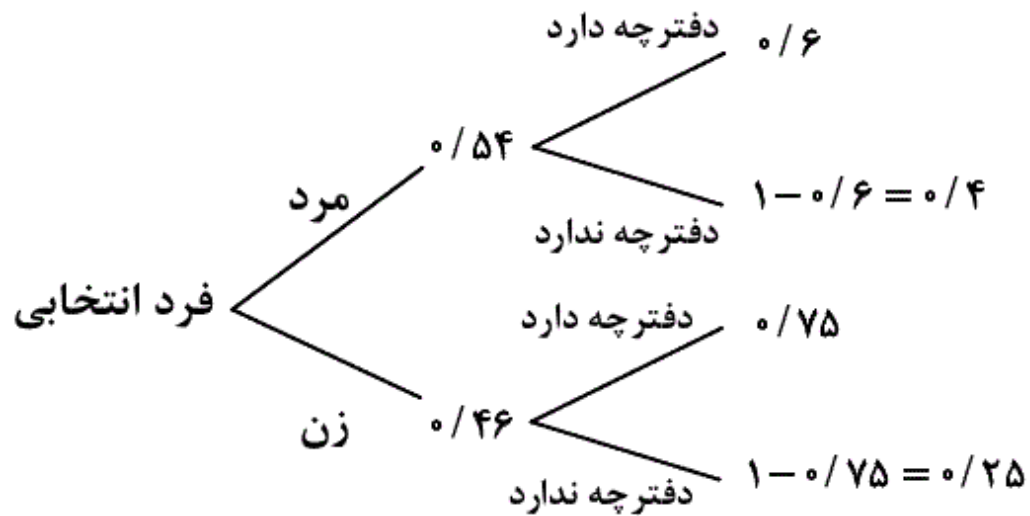 دفترچه دارد ۰/۶
۰/۵۴
مرد
۱−۰/۶=۰/۴
دفترچه ندارد
فرد انتخابی
دفترچه دارد ۰/۷۵
زن ۰/۴۶
۱−۰/۷۵=۰/۲۵
دفترچه ندارد